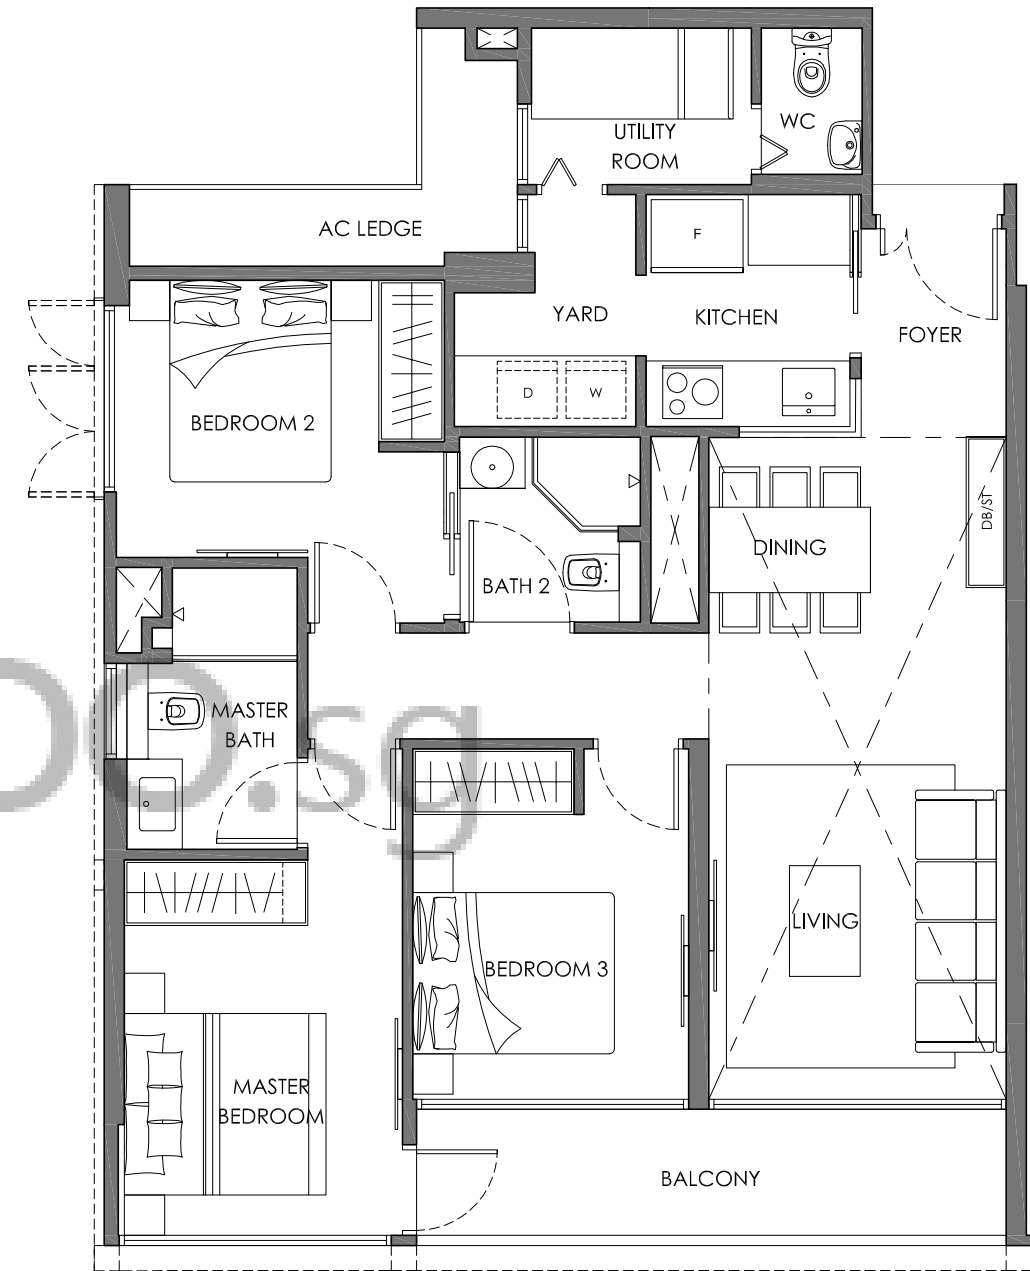 WC
UTILITY
ROOM
AC LEDGE
F
YARD
KITCHEN
FOYER
D
W
BEDROOM 2
DB/ST
DINING
BATH 2
MASTER
BATH
LIVING
BEDROOM 3
MASTER
BEDROOM
BALCONY